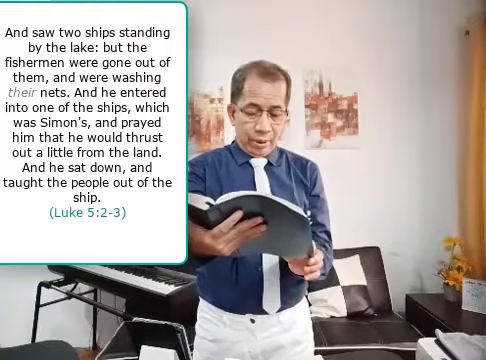 And saw two ships standing
by the lake: but the
fishermen were gone out of
them, and were washing
their nets. And he entered
into one of the ships, which
was Simon's, and prayed
him that he would thrust
out a little from the land.
And he sat down, and
taught the people out of the
ship.
(Luke 5:2-3)